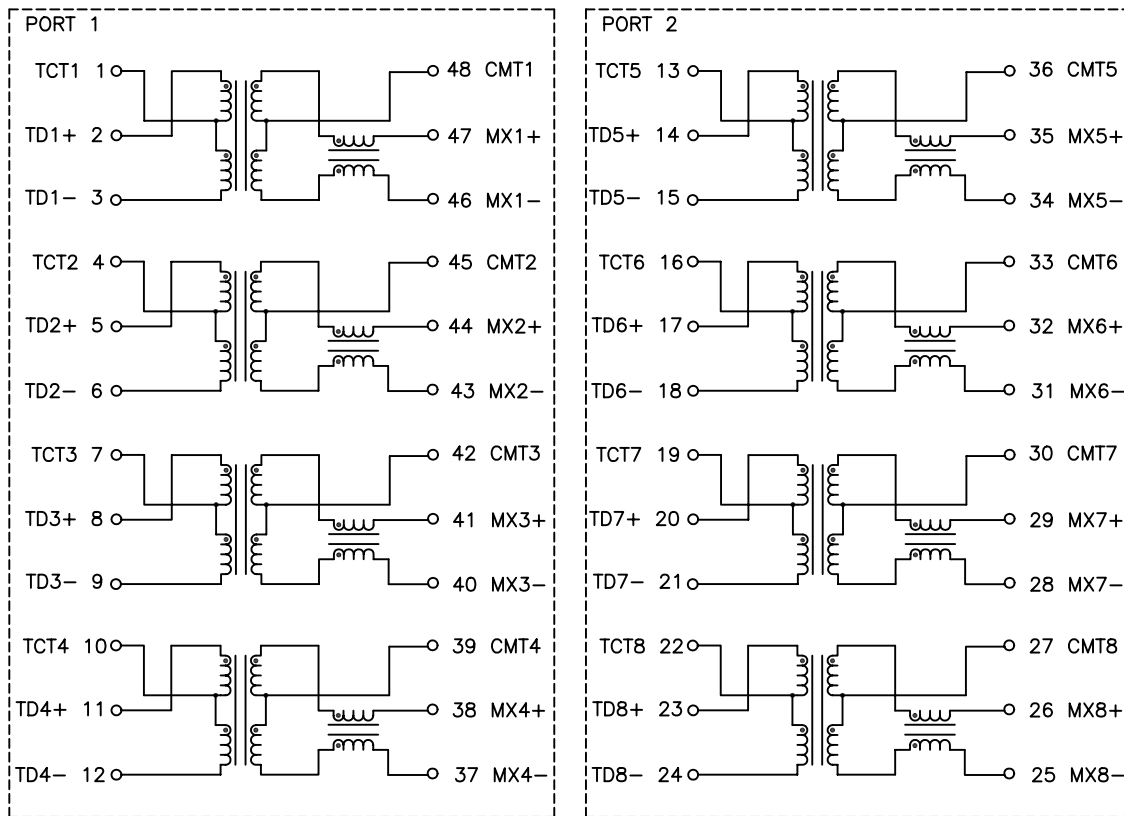 PORT 1
TCT1 1 48 CMT1
TD1+ 2 47 MX1+
TD1- 3 46 MX1-
TCT2 4 45 CMT2
TD2+ 5 44 MX2+
TD2- 6 43 MX2-
TCT3 7 42 CMT3
TD3+ 8 41 MX3+
TD3- 9 40 MX3-
TCT4 10 39 CMT4
TD4+ 11 38 MX4+
TD4- 12 37 MX4-
PORT 2
TCT5 13 36 CMT5
TD5+ 14 35 MX5+
TD5- 15 34 MX5-
TCT6 16 33 CMT6
TD6+ 17 32 MX6+
TD6- 18 31 MX6-
TCT7 19 30 CMT7
TD7+ 20 29 MX7+
TD7- 21 28 MX7-
TCT8 22 27 CMT8
TD8+ 23 26 MX8+
TD8- 24 25 MX8-